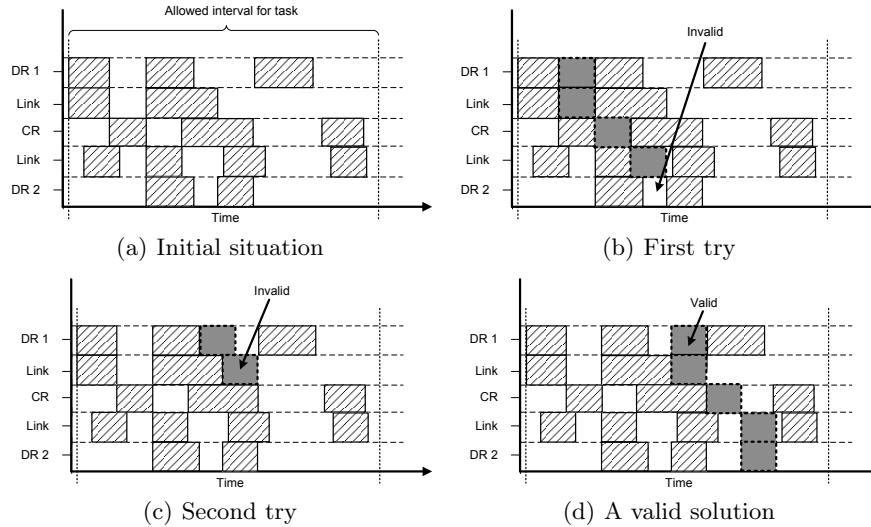 Allowed interval for task
DR 1
Link
CR
Link
DR 2
Time
(a) Initial situation
Invalid
DR 1
Link
CR
Link
DR 2
Time
(b) First try
Invalid
DR 1
Link
CR
Link
DR 2
Time
(c) Second try
Valid
DR 1
Link
CR
Link
DR 2
Time
(d) A valid solution